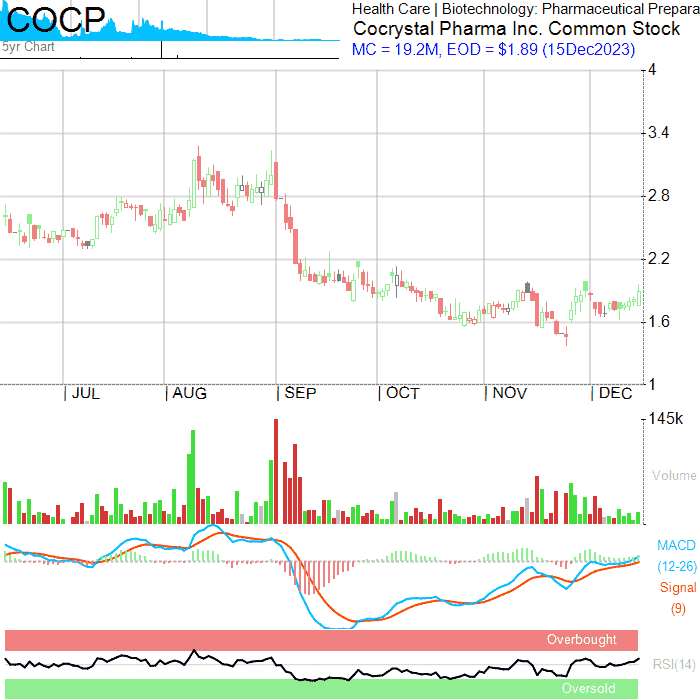 COCP
5yr Chart
Health Care | Biotechnology: Pharmaceutical Prepara
Cocrystal Pharma Inc. Common Stock
MC = 19.2M, EOD = $1.89 (15Dec2023)
4
3.4
2.8
2.2
1.6
1
JUL
AUG
SEP
OCT
NOV
DEC
145k
Volume
MACD
(12-26)
Signal
(9)
Overbought
RSI(14)
Oversold